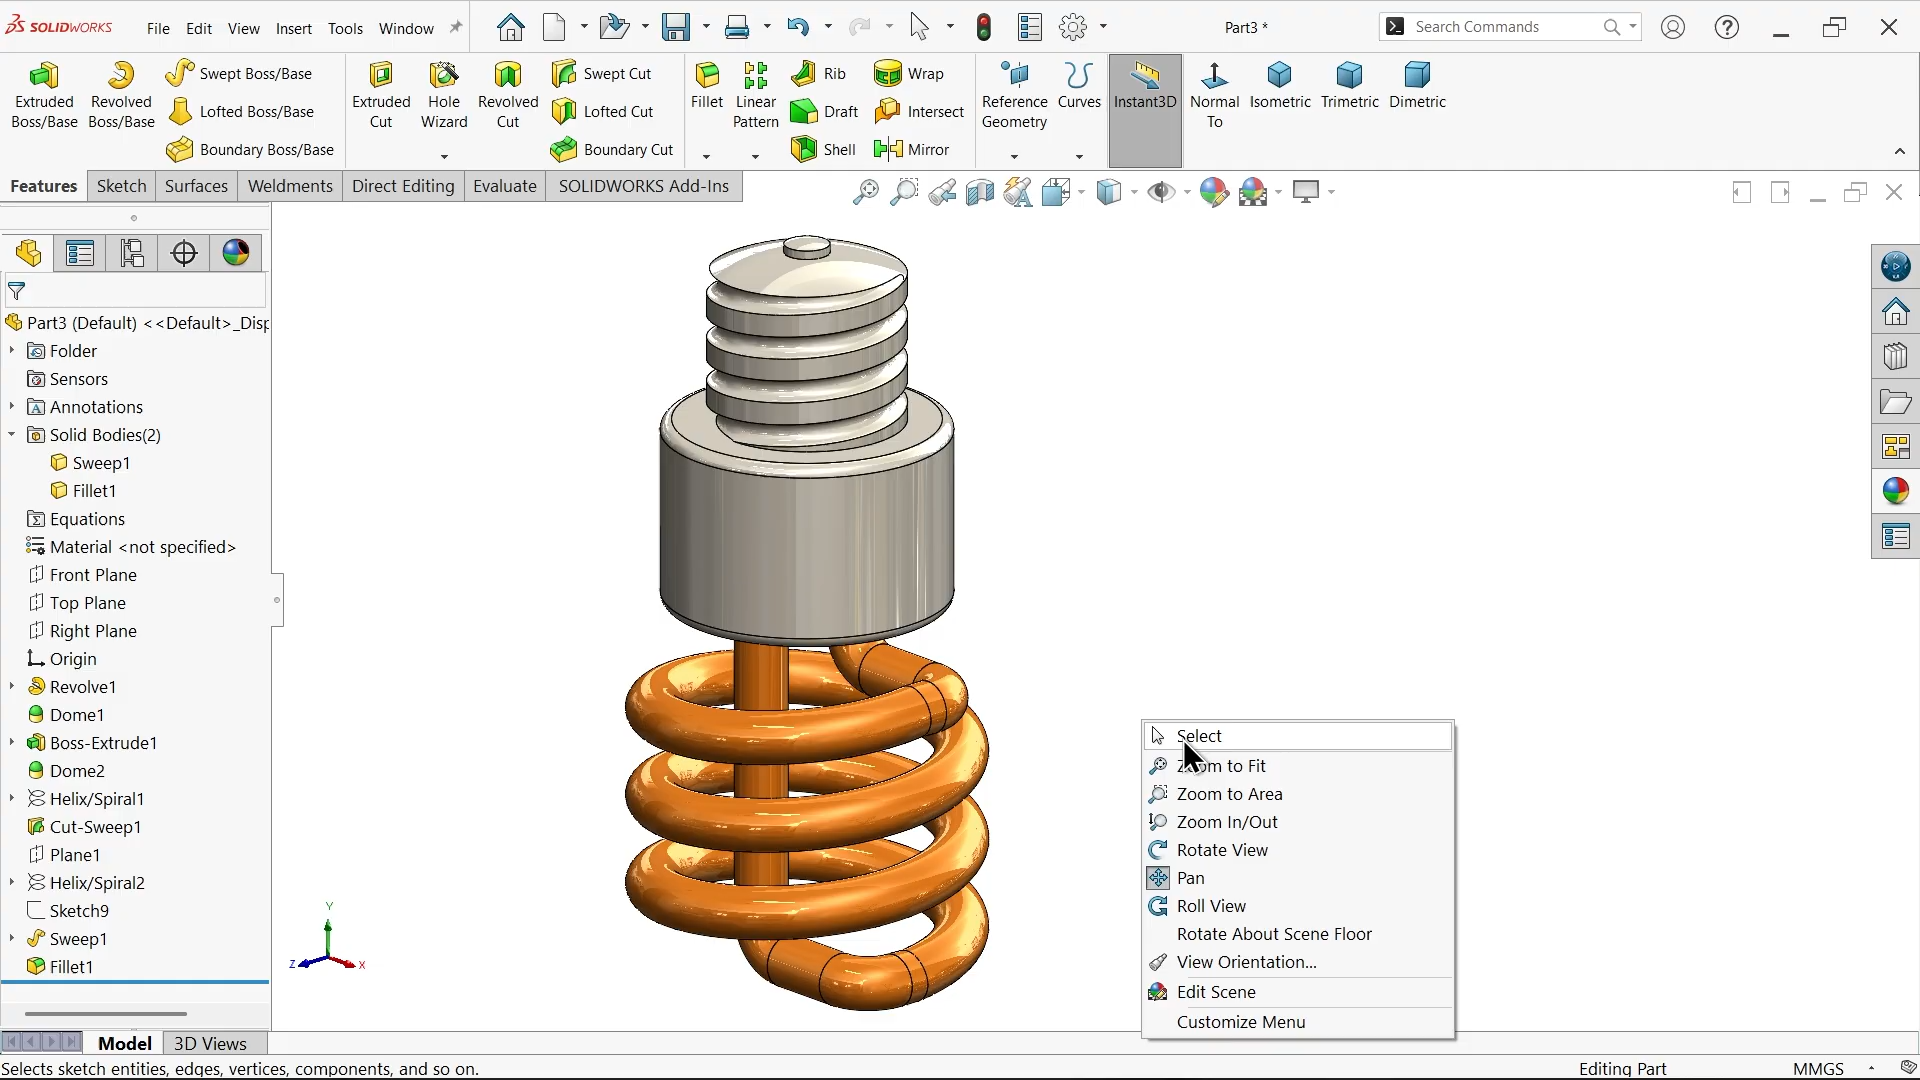 SOLIDWORKS File Edit View Insert Tools Window Part3 * Search Commands
Extruded Boss/Base
Revolved Boss/Base
Swept Boss/Base
Lofted Boss/Base
Boundary Boss/Base
Extruded Cut
Hole Wizard
Revolved Cut
Swept Cut
Lofted Cut
Boundary Cut
Fillet
Linear Pattern
Rib
Draft
Shell
Wrap
Intersect
Mirror
Reference Geometry
Curves
Instant3D
Normal To
Isometric
Trimetric
Dimetric
Features Sketch Surfaces Weldments Direct Editing Evaluate SOLIDWORKS Add-Ins
Part3 (Default) <<Default>_Disp
Folder
Sensors
Annotations
Solid Bodies(2)
Sweep1
Fillet1
Equations
Material <not specified>
Front Plane
Top Plane
Right Plane
Origin
Revolve1
Dome1
Boss-Extrude1
Dome2
Helix/Spiral1
Cut-Sweep1
Plane1
Helix/Spiral2
Sketch9
Sweep1
Fillet1
Y
Z
X
Select
Zoom to Fit
Zoom to Area
Zoom In/Out
Rotate View
Pan
Roll View
Rotate About Scene Floor
View Orientation...
Edit Scene
Customize Menu
Model 3D Views
Selects sketch entities, edges, vertices, components, and so on. Editing Part MMGS